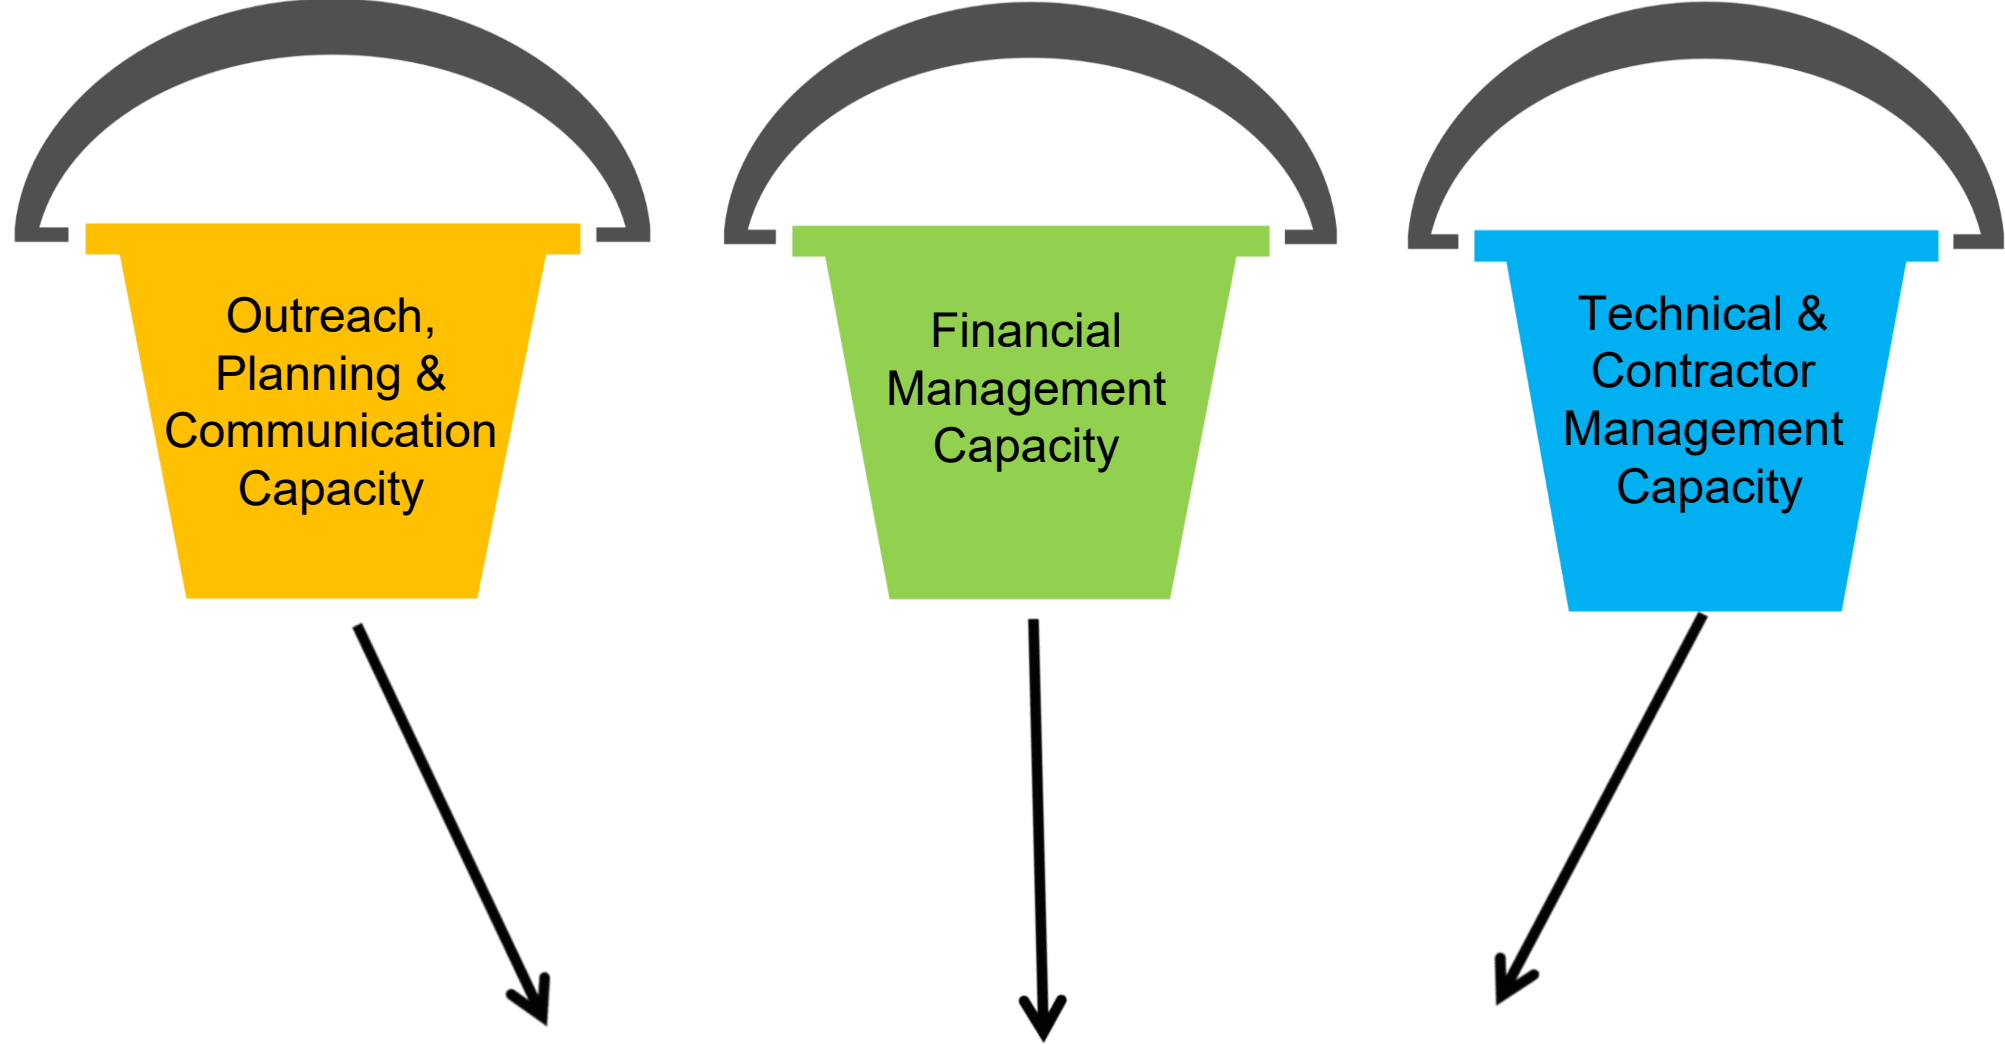 Outreach,
Planning &
Communication
Capacity
Financial
Management
Capacity
Technical &
Contractor
Management
Capacity